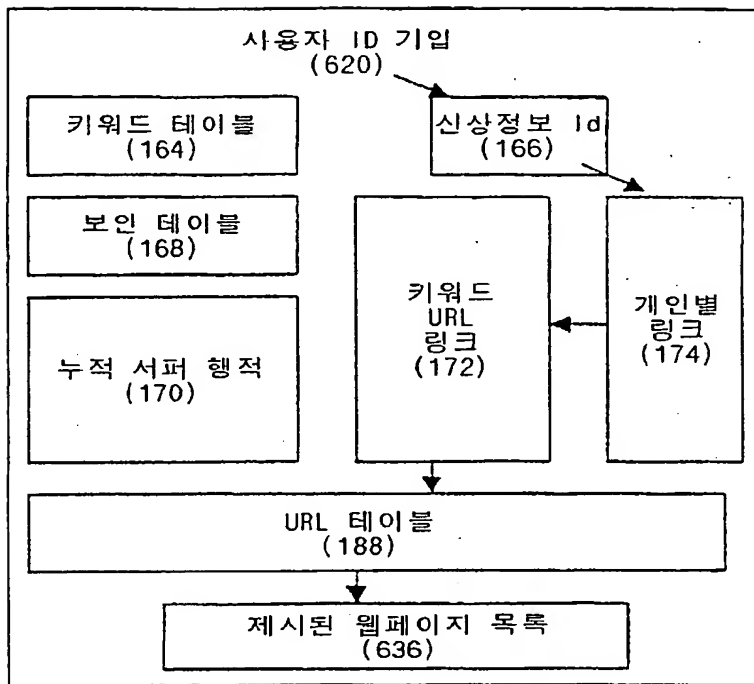 사용자 ID 기입
(620)
키워드 테이블
(164)
신상정보 Id
(166)
보인 테이블
(168)
키워드
URL
링크
(172)
개인별
링크
(174)
누적 서퍼 행적
(170)
URL 테이블
(188)
제시된 웹페이지 목록
(636)